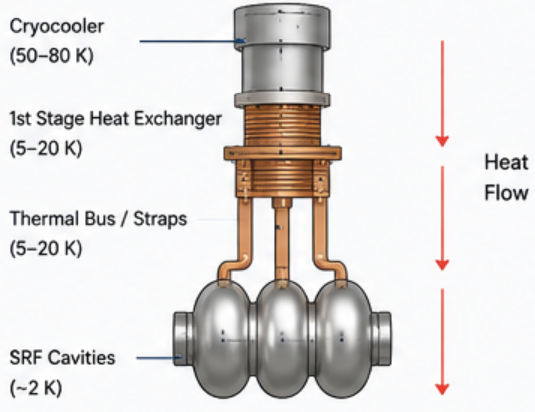 Cryocooler
(50–80 K)
1st Stage Heat Exchanger
(5–20 K)
Heat
Flow
Thermal Bus / Straps
(5–20 K)
SRF Cavities
(~2 K)